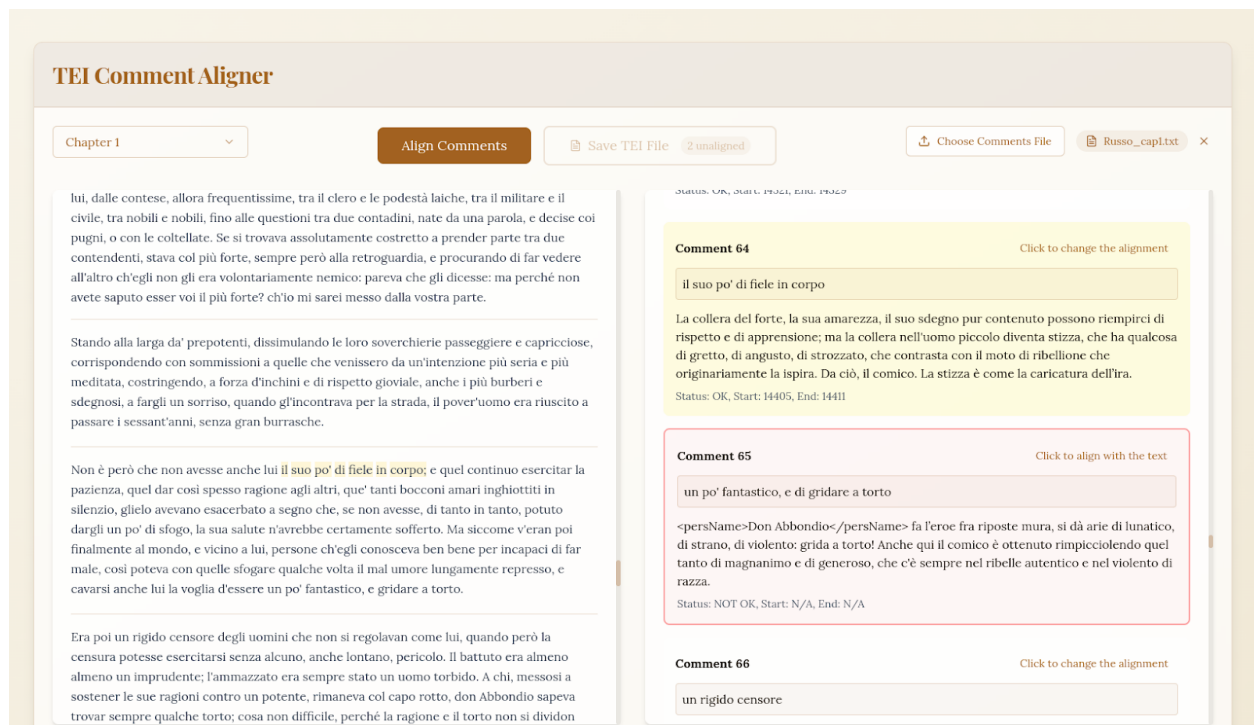 TEI Comment Aligner
Chapter 1
Align Comments
Save TEI File 2 unaligned
Choose Comments File
Russo_cap1.txt ×
lui, dalle contese, allora frequentissime, tra il clero e le podestà laiche, tra il militare e il
civile, tra nobili e nobili, fino alle questioni tra due contadini, nate da una parola, e decise coi
pugni, o con le coltellate. Se si trovava assolutamente costretto a prender parte tra due
contendenti, stava col più forte, sempre però alla retroguardia, e procurando di far vedere
all'altro ch'egli non gli era volontariamente nemico: pareva che gli dicesse: ma perché non
avete saputo esser voi il più forte? ch'io mi sarei messo dalla vostra parte.
Stando alla larga da' prepotenti, dissimulando le loro soverchierie passeggiere e capricciose,
corrispondendo con sommissioni a quelle che venissero da un'intenzione più seria e più
meditata, costringendo, a forza d'inchini e di rispetto gioviale, anche i più burberi e
sdegnosi, a fargli un sorriso, quando gl'incontrava per la strada, il pover'uomo era riuscito a
passare i sessant'anni, senza gran burrasche.
Non è però che non avesse anche lui il suo po' di fiele in corpo; e quel continuo esercitar la
pazienza, quel dar così spesso ragione agli altri, que' tanti bocconi amari inghiottiti in
silenzio, glielo avevano esacerbato a segno che, se non avesse, di tanto in tanto, potuto
dargli un po' di sfogo, la sua salute n'avrebbe certamente sofferto. Ma siccome v'eran poi
finalmente al mondo, e vicino a lui, persone ch'egli conosceva ben bene per incapaci di far
male, così poteva con quelle sfogare qualche volta il mal umore lungamente represso, e
cavarsi anche lui la voglia d'essere un po' fantastico, e gridare a torto.
Era poi un rigido censore degli uomini che non si regolavan come lui, quando però la
censura potesse esercitarsi senza alcuno, anche lontano, pericolo. Il battuto era almeno
almeno un imprudente; l'ammazzato era sempre stato un uomo torbido. A chi, messosi a
sostener le sue ragioni contro un potente, rimaneva col capo rotto, don Abbondio sapeva
trovar sempre qualche torto; cosa non difficile, perché la ragione e il torto non si dividon
Status: OK, Start: 14321, End: 14329
Comment 64 Click to change the alignment
il suo po' di fiele in corpo
La collera del forte, la sua amarezza, il suo sdegno pur contenuto possono riempirci di
rispetto e di apprensione; ma la collera nell'uomo piccolo diventa stizza, che ha qualcosa
di gretto, di angusto, di strozzato, che contrasta con il moto di ribellione che
originariamente la ispira. Da ciò, il comico. La stizza è come la caricatura dell'ira.
Status: OK, Start: 14405, End: 14411
Comment 65 Click to align with the text
un po' fantastico, e di gridare a torto
&lt;persName&gt;Don Abbondio&lt;/persName&gt; fa l'eroe fra riposte mura, si dà arie di lunatico,
di strano, di violento: grida a torto! Anche qui il comico è ottenuto rimpicciolendo quel
tanto di magnanimo e di generoso, che c'è sempre nel ribelle autentico e nel violento di
razza.
Status: NOT OK, Start: N/A, End: N/A
Comment 66 Click to change the alignment
un rigido censore